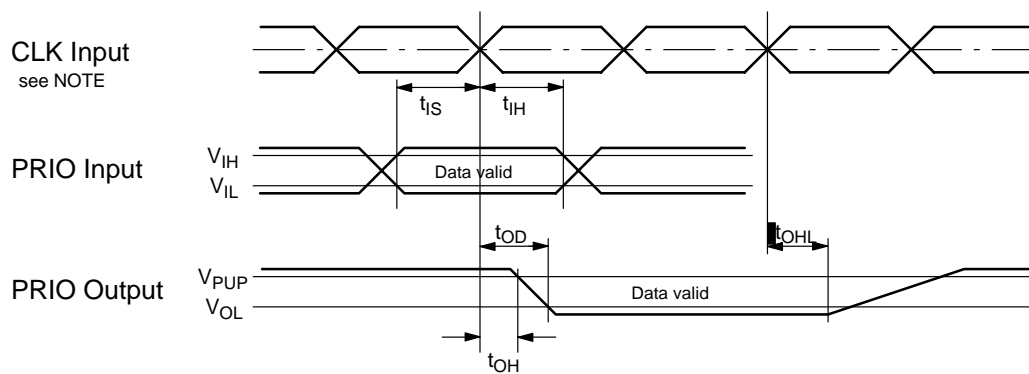 CLK Input
see NOTE
tIS
tIH
PRIO Input
VIH
VIL
Data valid
tOD
tOHL
PRIO Output
VPUP
VOL
Data valid
tOH